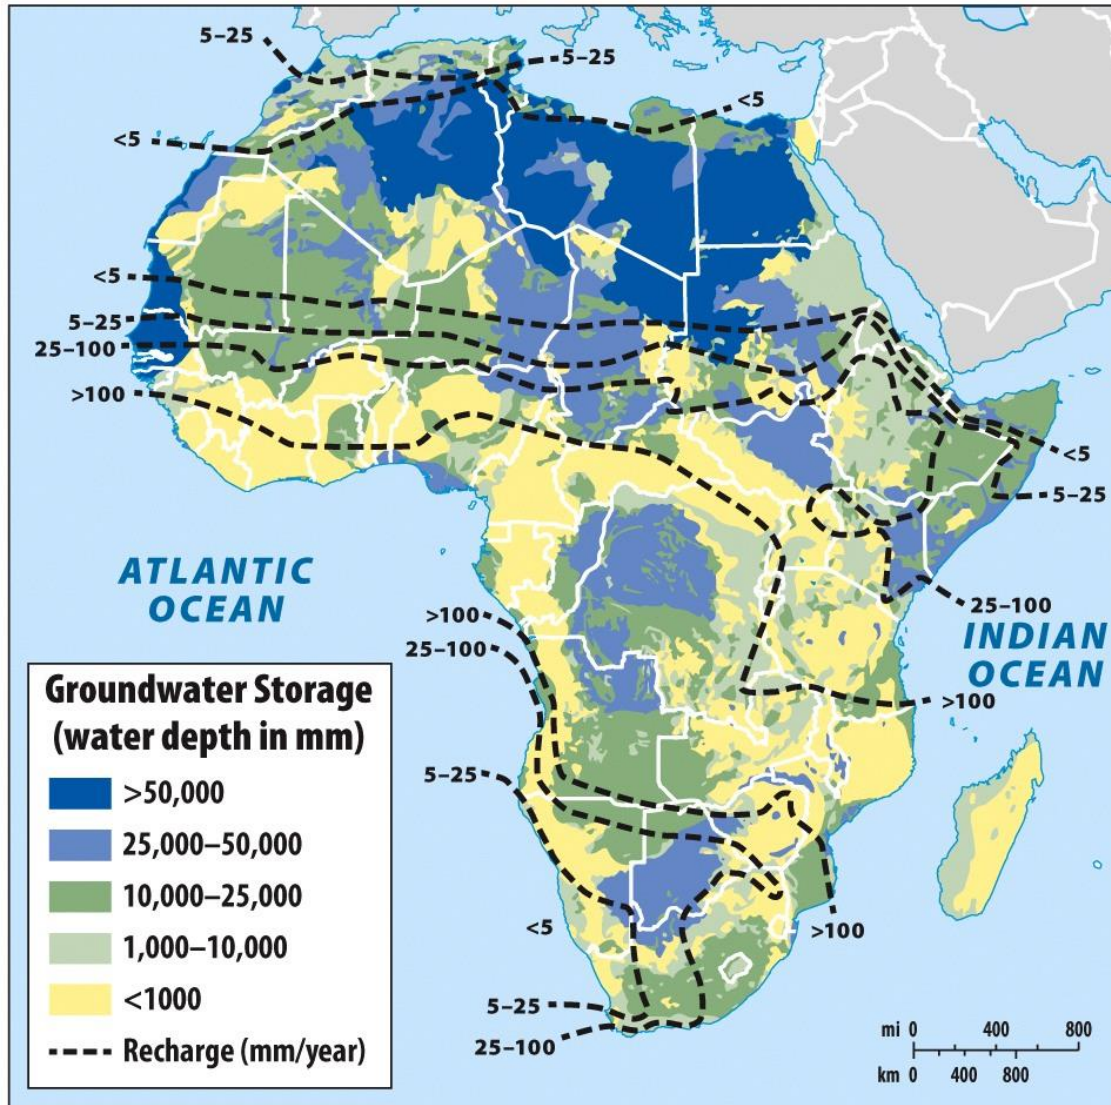 5–25
5–25
<5
<5
<5
5–25
25–100
>100
<5
5–25
25–100
ATLANTIC
OCEAN
INDIAN
OCEAN
>100
25–100
>100
5–25
<5
>100
5–25
25–100
Groundwater Storage
(water depth in mm)
>50,000
25,000–50,000
10,000–25,000
1,000–10,000
<1000
Recharge (mm/year)
mi 0 400 800
km 0 400 800